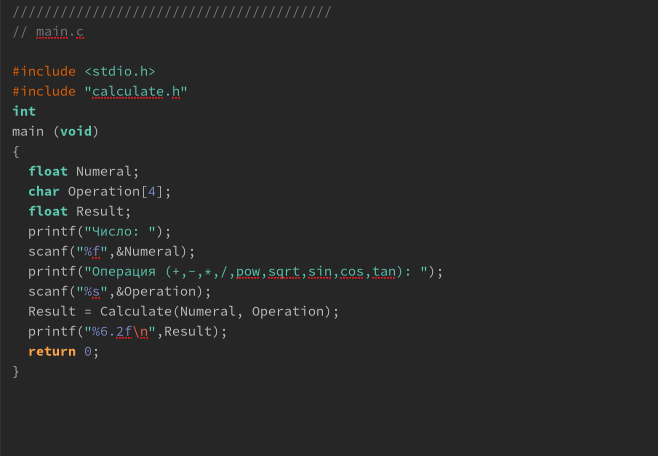 ////////////////////////////////////////
// main.c
#include <stdio.h>
#include "calculate.h"
int
main (void)
{
  float Numeral;
  char Operation[4];
  float Result;
  printf("Число: ");
  scanf("%f",&Numeral);
  printf("Операция (+,-,*,/,pow,sqrt,sin,cos,tan): ");
  scanf("%s",&Operation);
  Result = Calculate(Numeral, Operation);
  printf("%6.2f\n",Result);
  return 0;
}